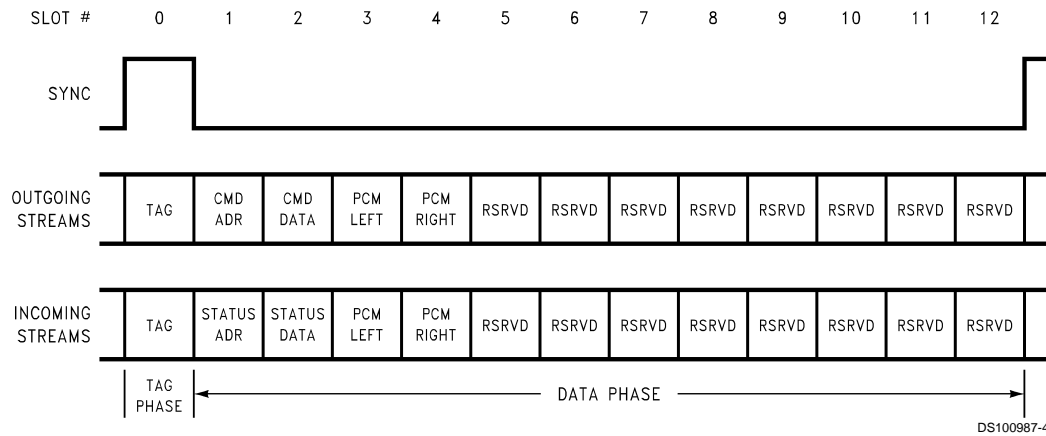 SLOT # 0 1 2 3 4 5 6 7 8 9 10 11 12
SYNC
OUTGOING STREAMS
TAG
CMD ADR
CMD DATA
PCM LEFT
PCM RIGHT
RSRVD RSRVD RSRVD RSRVD RSRVD RSRVD RSRVD RSRVD
INCOMING STREAMS
TAG
STATUS ADR
STATUS DATA
PCM LEFT
PCM RIGHT
RSRVD RSRVD RSRVD RSRVD RSRVD RSRVD RSRVD RSRVD
TAG PHASE
DATA PHASE
DS100987-4